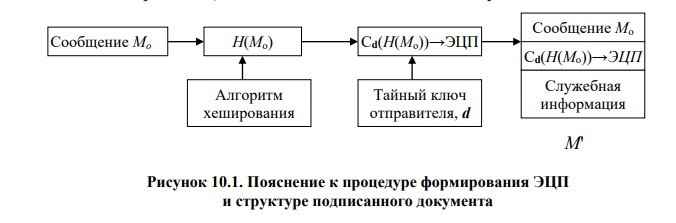 Сообщение Mo
H(Mo)
Cd(H(Mo))→ЭЦП
Сообщение Mo
Cd(H(Mo))→ЭЦП
Служебная
информация
Алгоритм
хеширования
Тайный ключ
отправителя, d
M'
Рисунок 10.1. Пояснение к процедуре формирования ЭЦП
и структуре подписанного документа